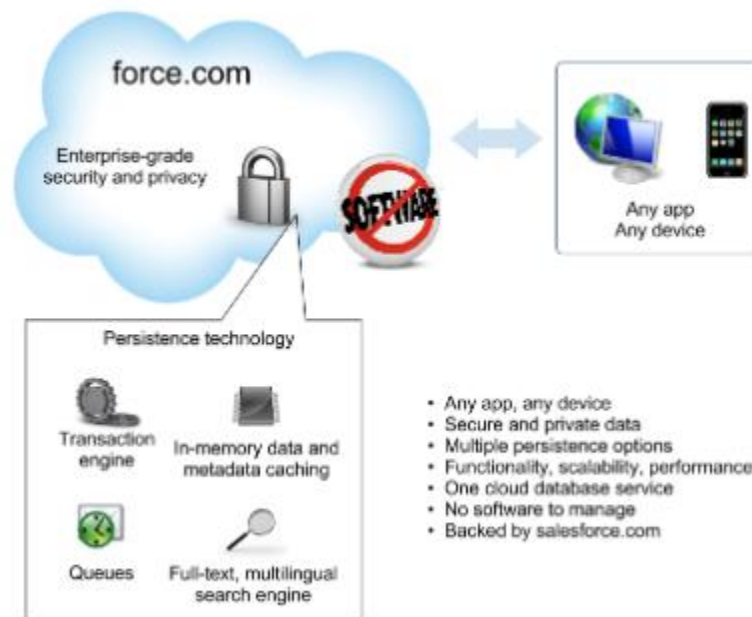 force.com
Enterprise-grade
security and privacy
SOFTWARE
Any app
Any device
Persistence technology
Transaction
engine
In-memory data and
metadata caching
Queues
Full-text, multilingual
search engine
• Any app, any device
• Secure and private data
• Multiple persistence options
• Functionality, scalability, performance
• One cloud database service
• No software to manage
• Backed by salesforce.com